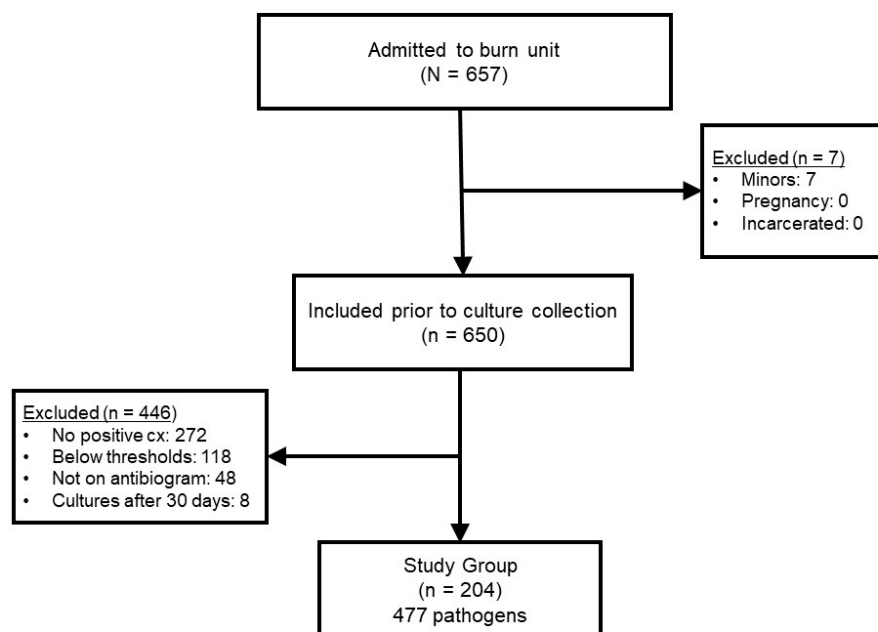 Admitted to burn unit
(N = 657)
Excluded (n = 7)
• Minors: 7
• Pregnancy: 0
• Incarcerated: 0
Included prior to culture collection
(n = 650)
Excluded (n = 446)
• No positive cx: 272
• Below thresholds: 118
• Not on antibiogram: 48
• Cultures after 30 days: 8
Study Group
(n = 204)
477 pathogens